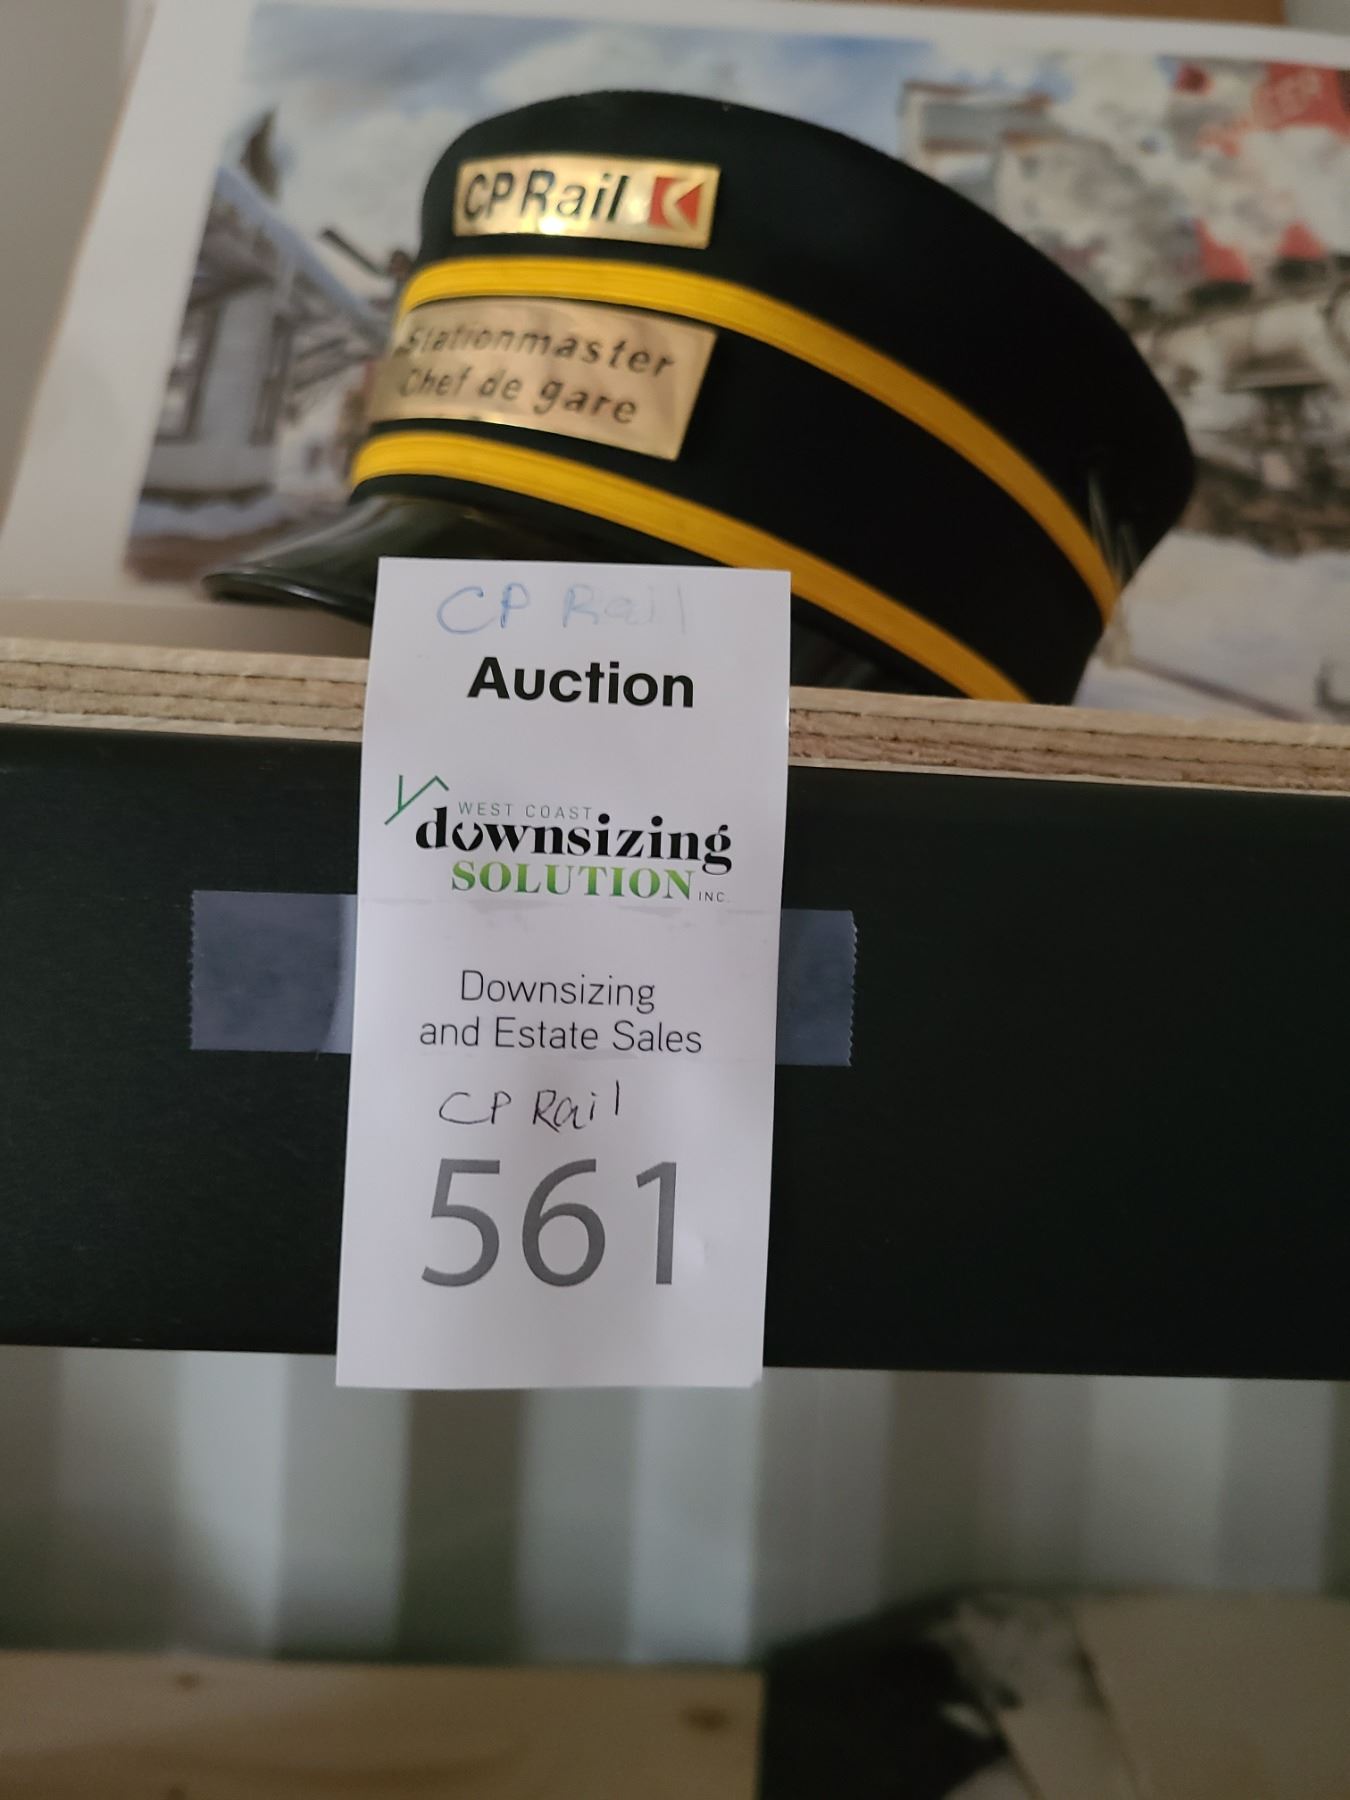 CP Rail
Stationmaster
Chef de gare
CP Rail
Auction
WEST COAST
downsizing
SOLUTION INC.
Downsizing
and Estate Sales
CP Rail
561